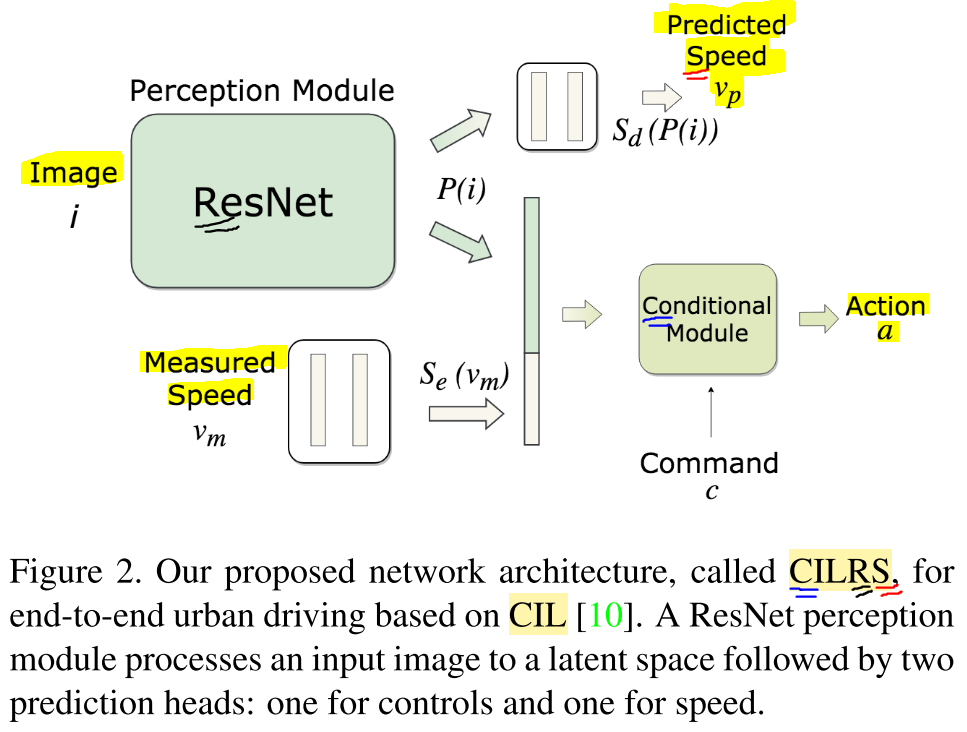 Predicted
Speed
v_p
Perception Module
S_d (P(i))
Image
i
ResNet
P(i)
Conditional
Module
Action
a
Measured
Speed
v_m
S_e (v_m)
Command
c
Figure 2. Our proposed network architecture, called CILRS, for
end-to-end urban driving based on CIL [10]. A ResNet perception
module processes an input image to a latent space followed by two
prediction heads: one for controls and one for speed.